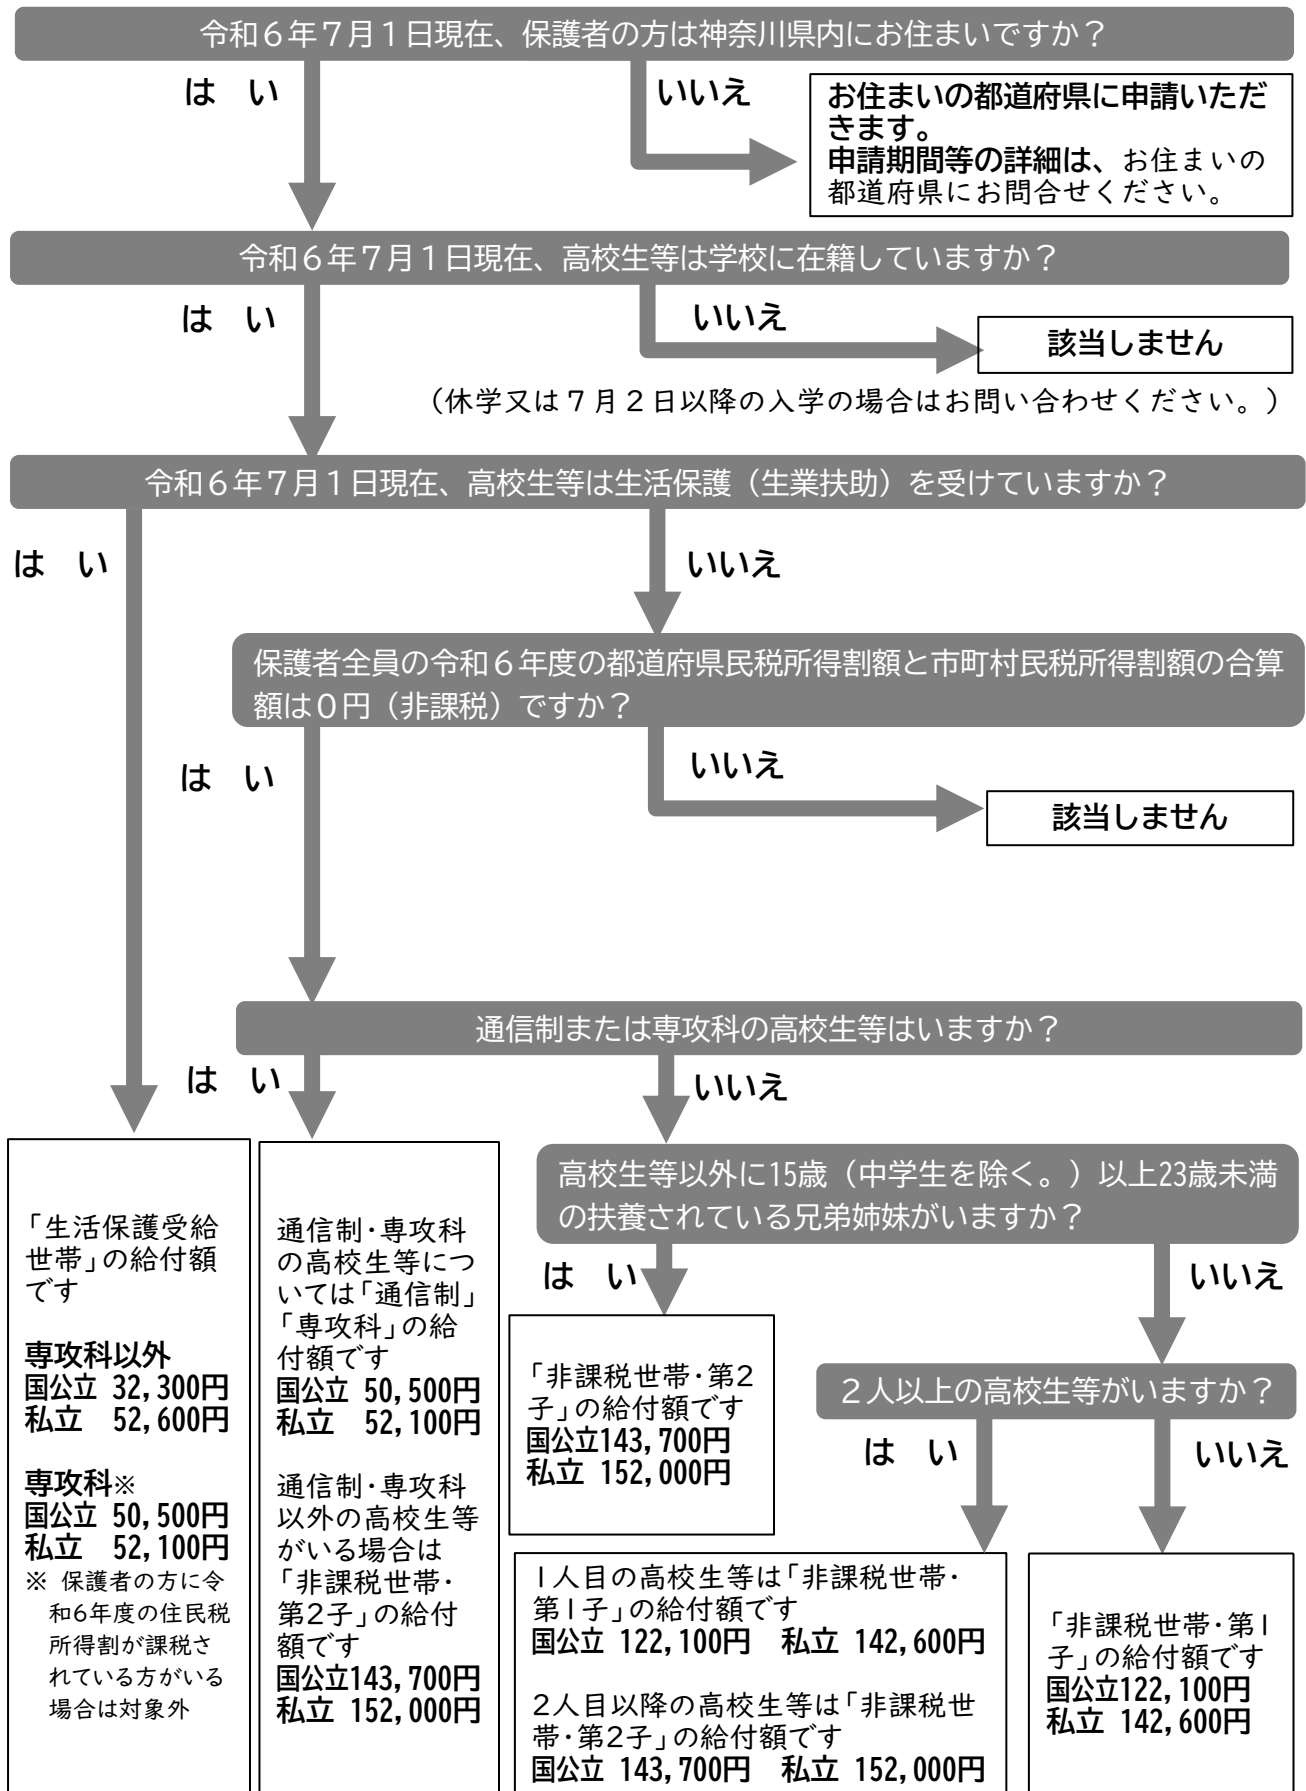 令和６年７月１日現在、保護者の方は神奈川県内にお住まいですか？
は　い
いいえ
お住まいの都道府県に申請いただ
きます。
申請期間等の詳細は、お住まいの
都道府県にお問合せください。
令和６年７月１日現在、高校生等は学校に在籍していますか？
は　い
いいえ
該当しません
（休学又は７月２日以降の入学の場合はお問い合わせください。）
令和６年７月１日現在、高校生等は生活保護（生業扶助）を受けていますか？
は　い
いいえ
保護者全員の令和６年度の都道府県民税所得割額と市町村民税所得割額の合算
額は０円（非課税）ですか？
は　い
いいえ
該当しません
通信制または専攻科の高校生等はいますか？
は　い
いいえ
「生活保護受給
世帯」の給付額
です
専攻科以外
国公立 32,300円
私立　52,600円
専攻科※
国公立 50,500円
私立　52,100円
※ 保護者の方に令
和6年度の住民税
所得割が課税さ
れている方がいる
場合は対象外
通信制・専攻科
の高校生等につ
いては「通信制」
「専攻科」の給
付額です
国公立 50,500円
私立　52,100円
通信制・専攻科
以外の高校生等
がいる場合は
「非課税世帯・
第2子」の給付
額です
国公立143,700円
私立 152,000円
高校生等以外に15歳（中学生を除く。）以上23歳未満
の扶養されている兄弟姉妹がいますか？
は　い
いいえ
「非課税世帯・第2
子」の給付額です
国公立143,700円
私立 152,000円
２人以上の高校生等がいますか？
は　い
いいえ
1人目の高校生等は「非課税世帯・
第1子」の給付額です
国公立 122,100円　私立 142,600円
2人目以降の高校生等は「非課税世
帯・第2子」の給付額です
国公立 143,700円　私立 152,000円
「非課税世帯・第1
子」の給付額です
国公立122,100円
私立 142,600円